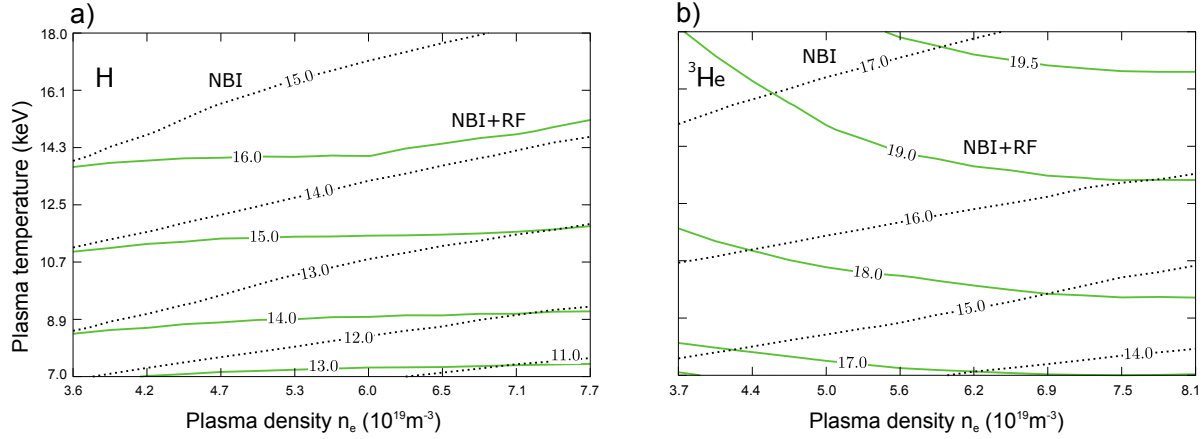 a)
18.0
16.1
14.3
12.5
10.7
8.9
7.0
Plasma temperature (keV)
H
NBI
NBI+RF
15.0
16.0
14.0
15.0
13.0
14.0
12.0
13.0
11.0
3.6 4.2 4.7 5.3 6.0 6.5 7.1 7.7
Plasma density nₑ (10¹⁹m⁻³)
b)
³He
NBI
NBI+RF
17.0
19.5
19.0
16.0
18.0
15.0
17.0
14.0
3.7 4.4 5.0 5.6 6.2 6.9 7.5 8.1
Plasma density nₑ (10¹⁹m⁻³)